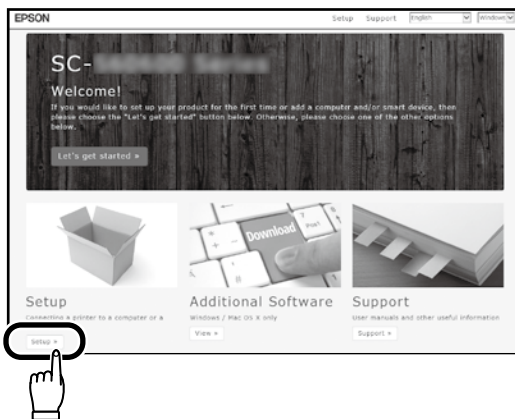 EPSON
Setup Support English Windows
SC-
Welcome!
If you would like to set up your product for the first time or add a computer and/or smart device, then
please choose the "Let's get started" button below. Otherwise, please choose one of the other options
below.
Let's get started »
Download
Setup
Additional Software
Support
Connecting a printer to a computer or a
Windows / Mac OS X only
User manuals and other useful information
Setup »
View »
Support »